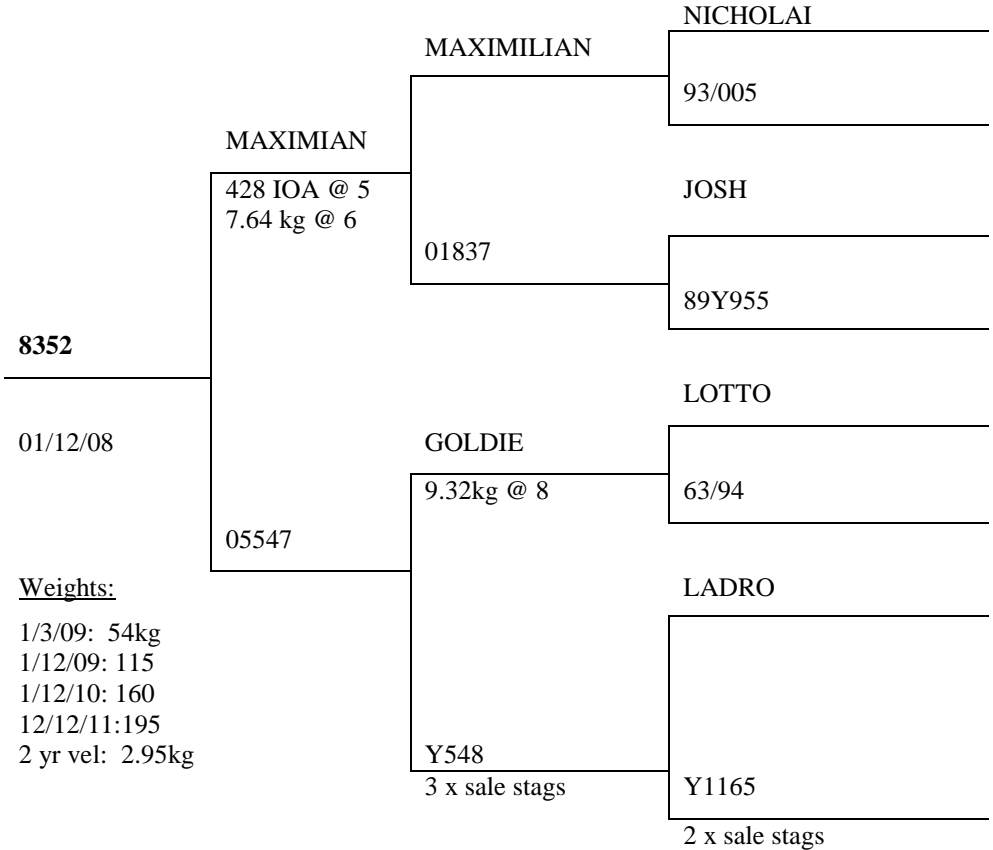 NICHOLAI
MAXIMILIAN
93/005
MAXIMIAN
428 IOA @ 5
7.64 kg @ 6
JOSH
01837
89Y955
8352
LOTTO
01/12/08
GOLDIE
9.32kg @ 8
63/94
05547
Weights:
LADRO
1/3/09:  54kg
1/12/09: 115
1/12/10: 160
12/12/11:195
2 yr vel:  2.95kg
Y548
3 x sale stags
Y1165
2 x sale stags